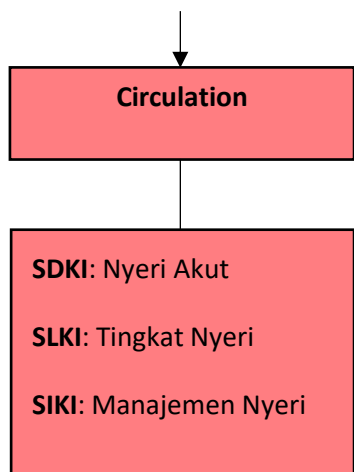 Circulation
SDKI: Nyeri Akut
SLKI: Tingkat Nyeri
SIKI: Manajemen Nyeri